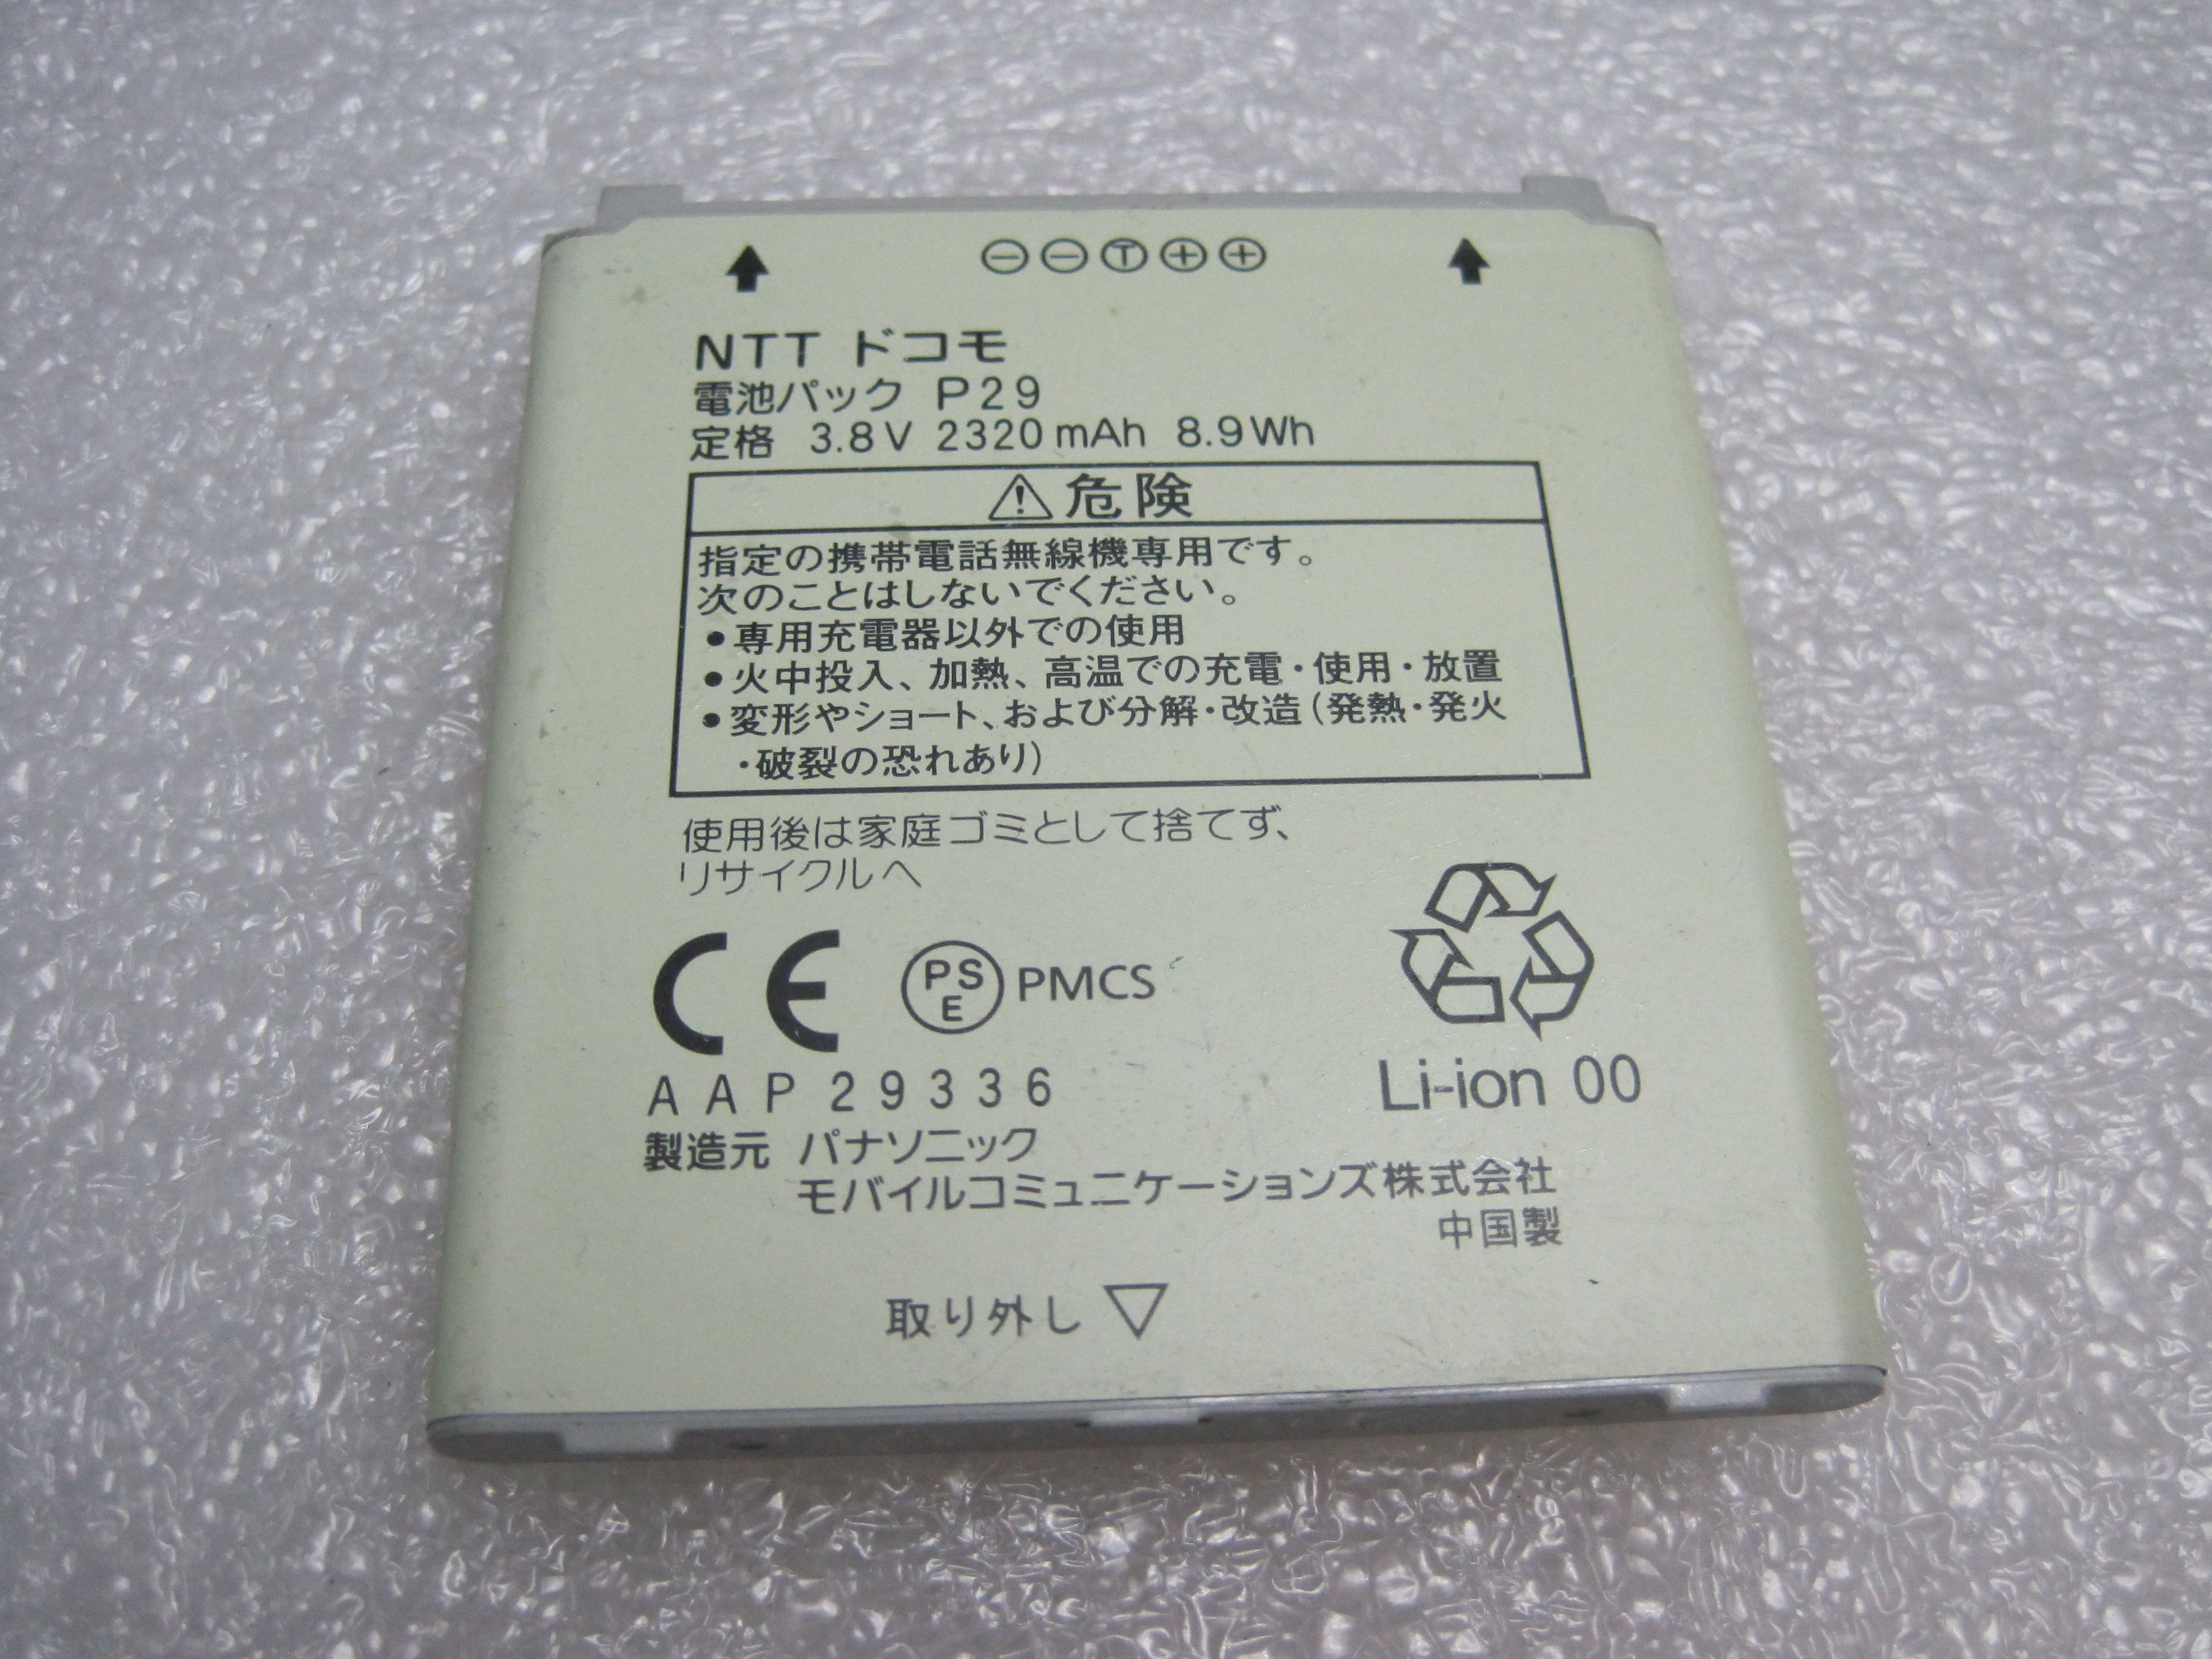 ⊖⊖Ⓣ⊕⊕
NTT ドコモ
電池パック P29
定格 3.8V 2320mAh 8.9Wh
⚠危険
指定の携帯電話無線機専用です。
次のことはしないでください。
●専用充電器以外での使用
●火中投入、加熱、高温での充電・使用・放置
●変形やショート、および分解・改造(発熱・発火
・破裂の恐れあり)
使用後は家庭ゴミとして捨てず、
リサイクルへ
CE PSE PMCS
AAP29336
Li-ion 00
製造元 パナソニック
モバイルコミュニケーションズ株式会社
中国製
取り外し ▽